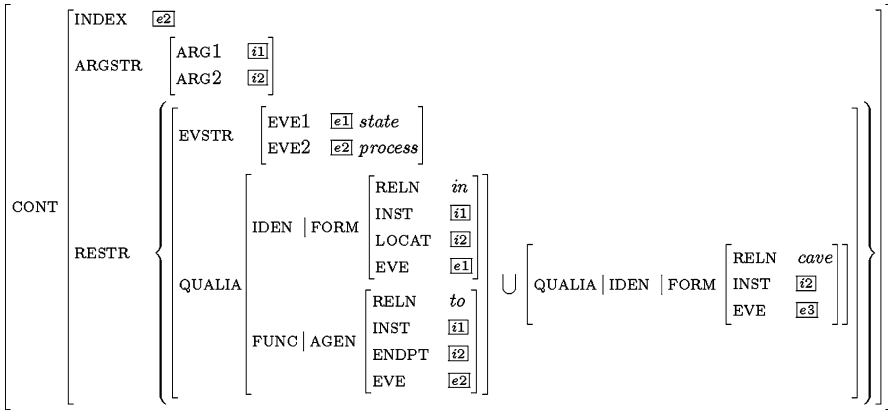 INDEX e2
ARGSTR ARG1 i1
ARG2 i2
EVSTR EVE1 e1 state
EVE2 e2 process
CONT
RESTR
QUALIA
IDEN | FORM
RELN in
INST i1
LOCAT i2
EVE e1
FUNC | AGEN
RELN to
INST i1
ENDPT i2
EVE e2
∪
QUALIA | IDEN | FORM
RELN cave
INST i2
EVE e3